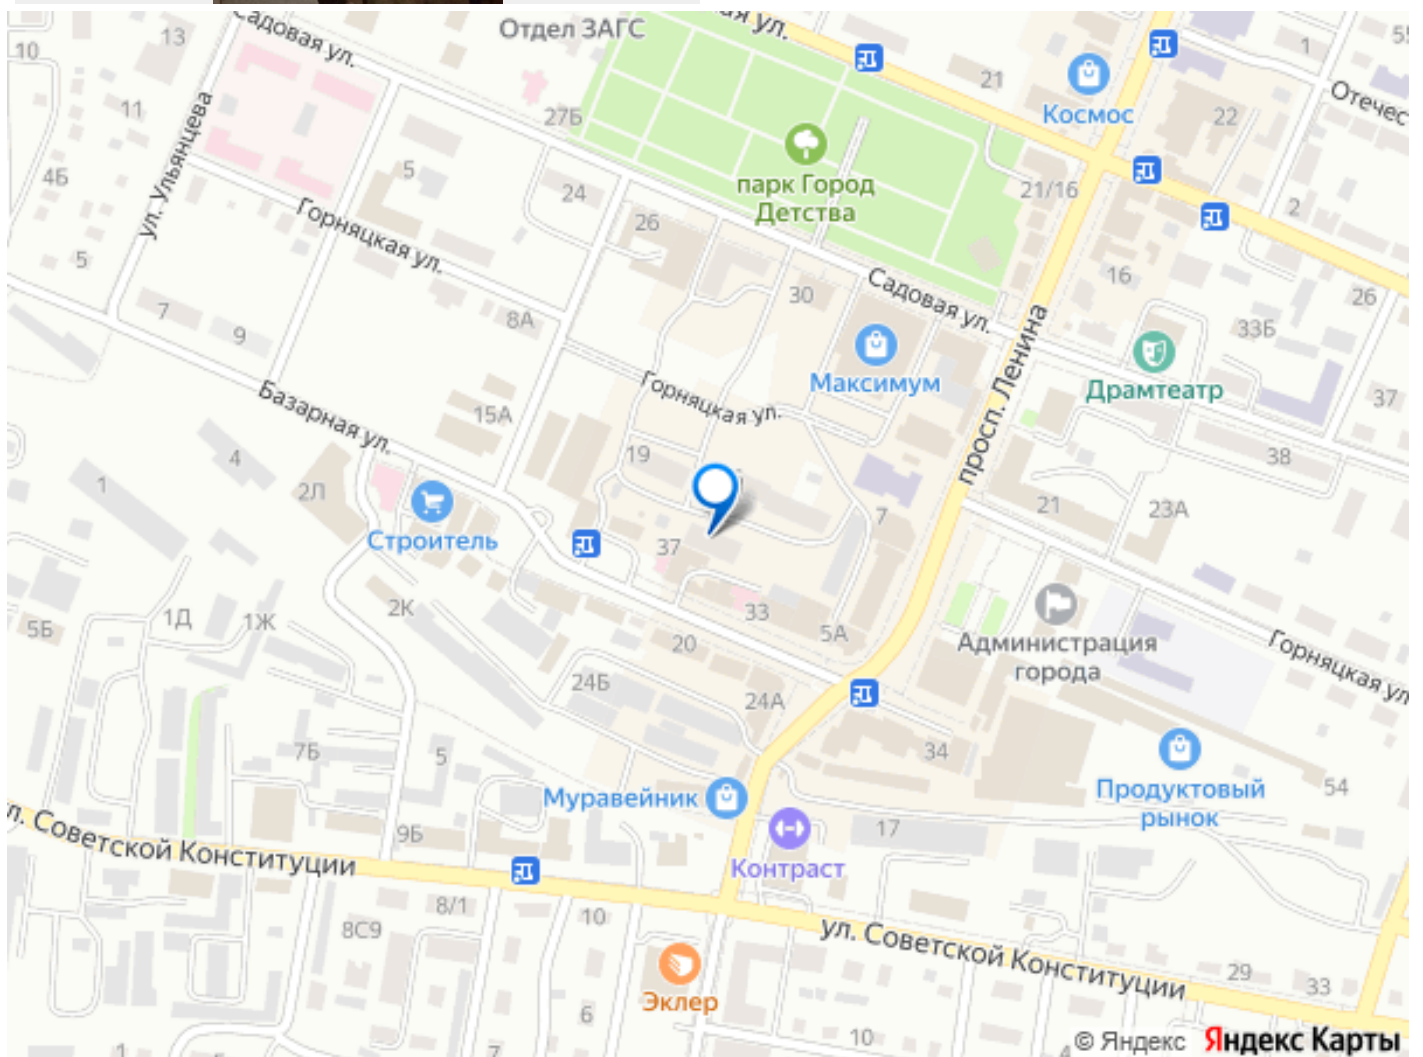 Садовая ул.
Отдел ЗАГС
ая ул.
13
10
21
1
55
Космос
Отечес
22
11
27Б
ул. Ульянцева
парк Город
Детства
4Б
5
24
21/16
2
Горняцкая ул.
26
5
16
30
Садовая ул.
26
7
9
8А
33Б
Максимум
просп. Ленина
Драмтеатр
Горняцкая ул.
37
Базарная ул.
15А
19
38
4
1
2Л
21
23А
7
Строитель
37
2К
33
5А
1Д
1Ж
5Б
Администрация
города
Горняцкая ул
20
24Б
24А
7Б
5
34
Муравейник
Продуктовый
рынок
54
л. Советской Конституции
9Б
17
Контраст
8/1
10
8С9
ул. Советской Конституции
29
33
Эклер
6
10
1
7
© Яндекс Яндекс Карты